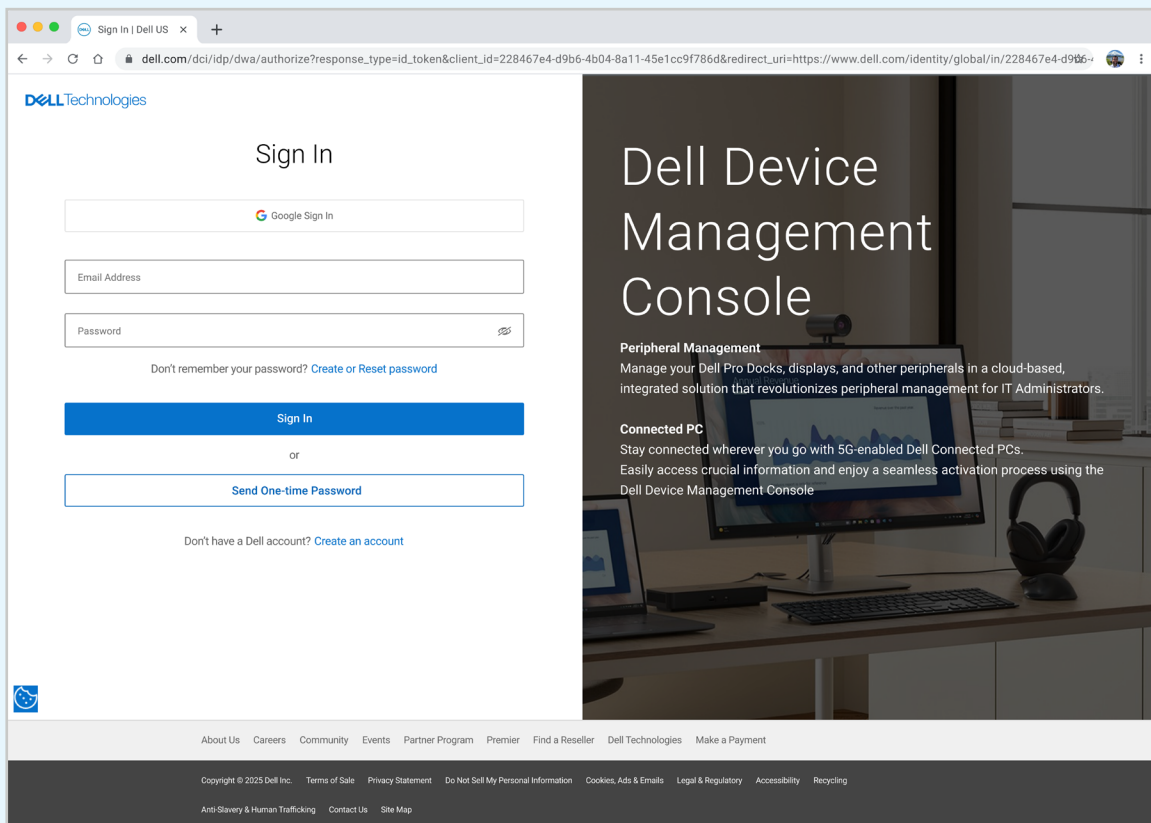 Sign In | Dell US
dell.com/dci/idp/dwa/authorize?response_type=id_token&client_id=228467e4-d9b6-4b04-8a11-45e1cc9f786d&redirect_uri=https://www.dell.com/identity/global/in/228467e4-d9b6-4
DELLTechnologies
Sign In
Google Sign In
Email Address
Password
Don't remember your password? Create or Reset password
Sign In
or
Send One-time Password
Don't have a Dell account? Create an account
Dell Device
Management
Console
Peripheral Management
Manage your Dell Pro Docks, displays, and other peripherals in a cloud-based,
integrated solution that revolutionizes peripheral management for IT Administrators.
Annual Revenue
Connected PC
Stay connected wherever you go with 5G-enabled Dell Connected PCs.
Easily access crucial information and enjoy a seamless activation process using the
Dell Device Management Console
About Us Careers Community Events Partner Program Premier Find a Reseller Dell Technologies Make a Payment
Copyright © 2025 Dell Inc. Terms of Sale Privacy Statement Do Not Sell My Personal Information Cookies, Ads & Emails Legal & Regulatory Accessibility Recycling
Anti-Slavery & Human Trafficking Contact Us Site Map